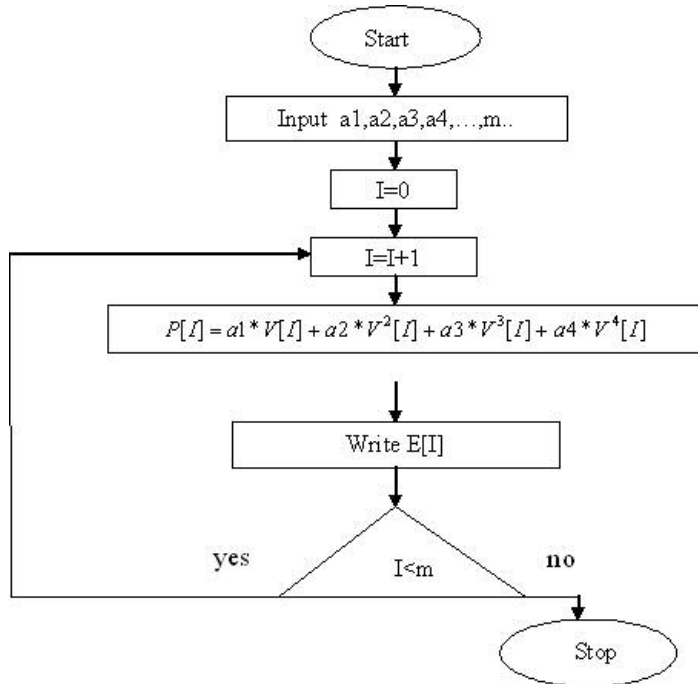 Start
Input a1,a2,a3,a4,...,m..
I=0
I=I+1
P[I] = a1 * V[I] + a2 * V²[I] + a3 * V³[I] + a4 * V⁴[I]
Write E[I]
yes
I<m
no
Stop